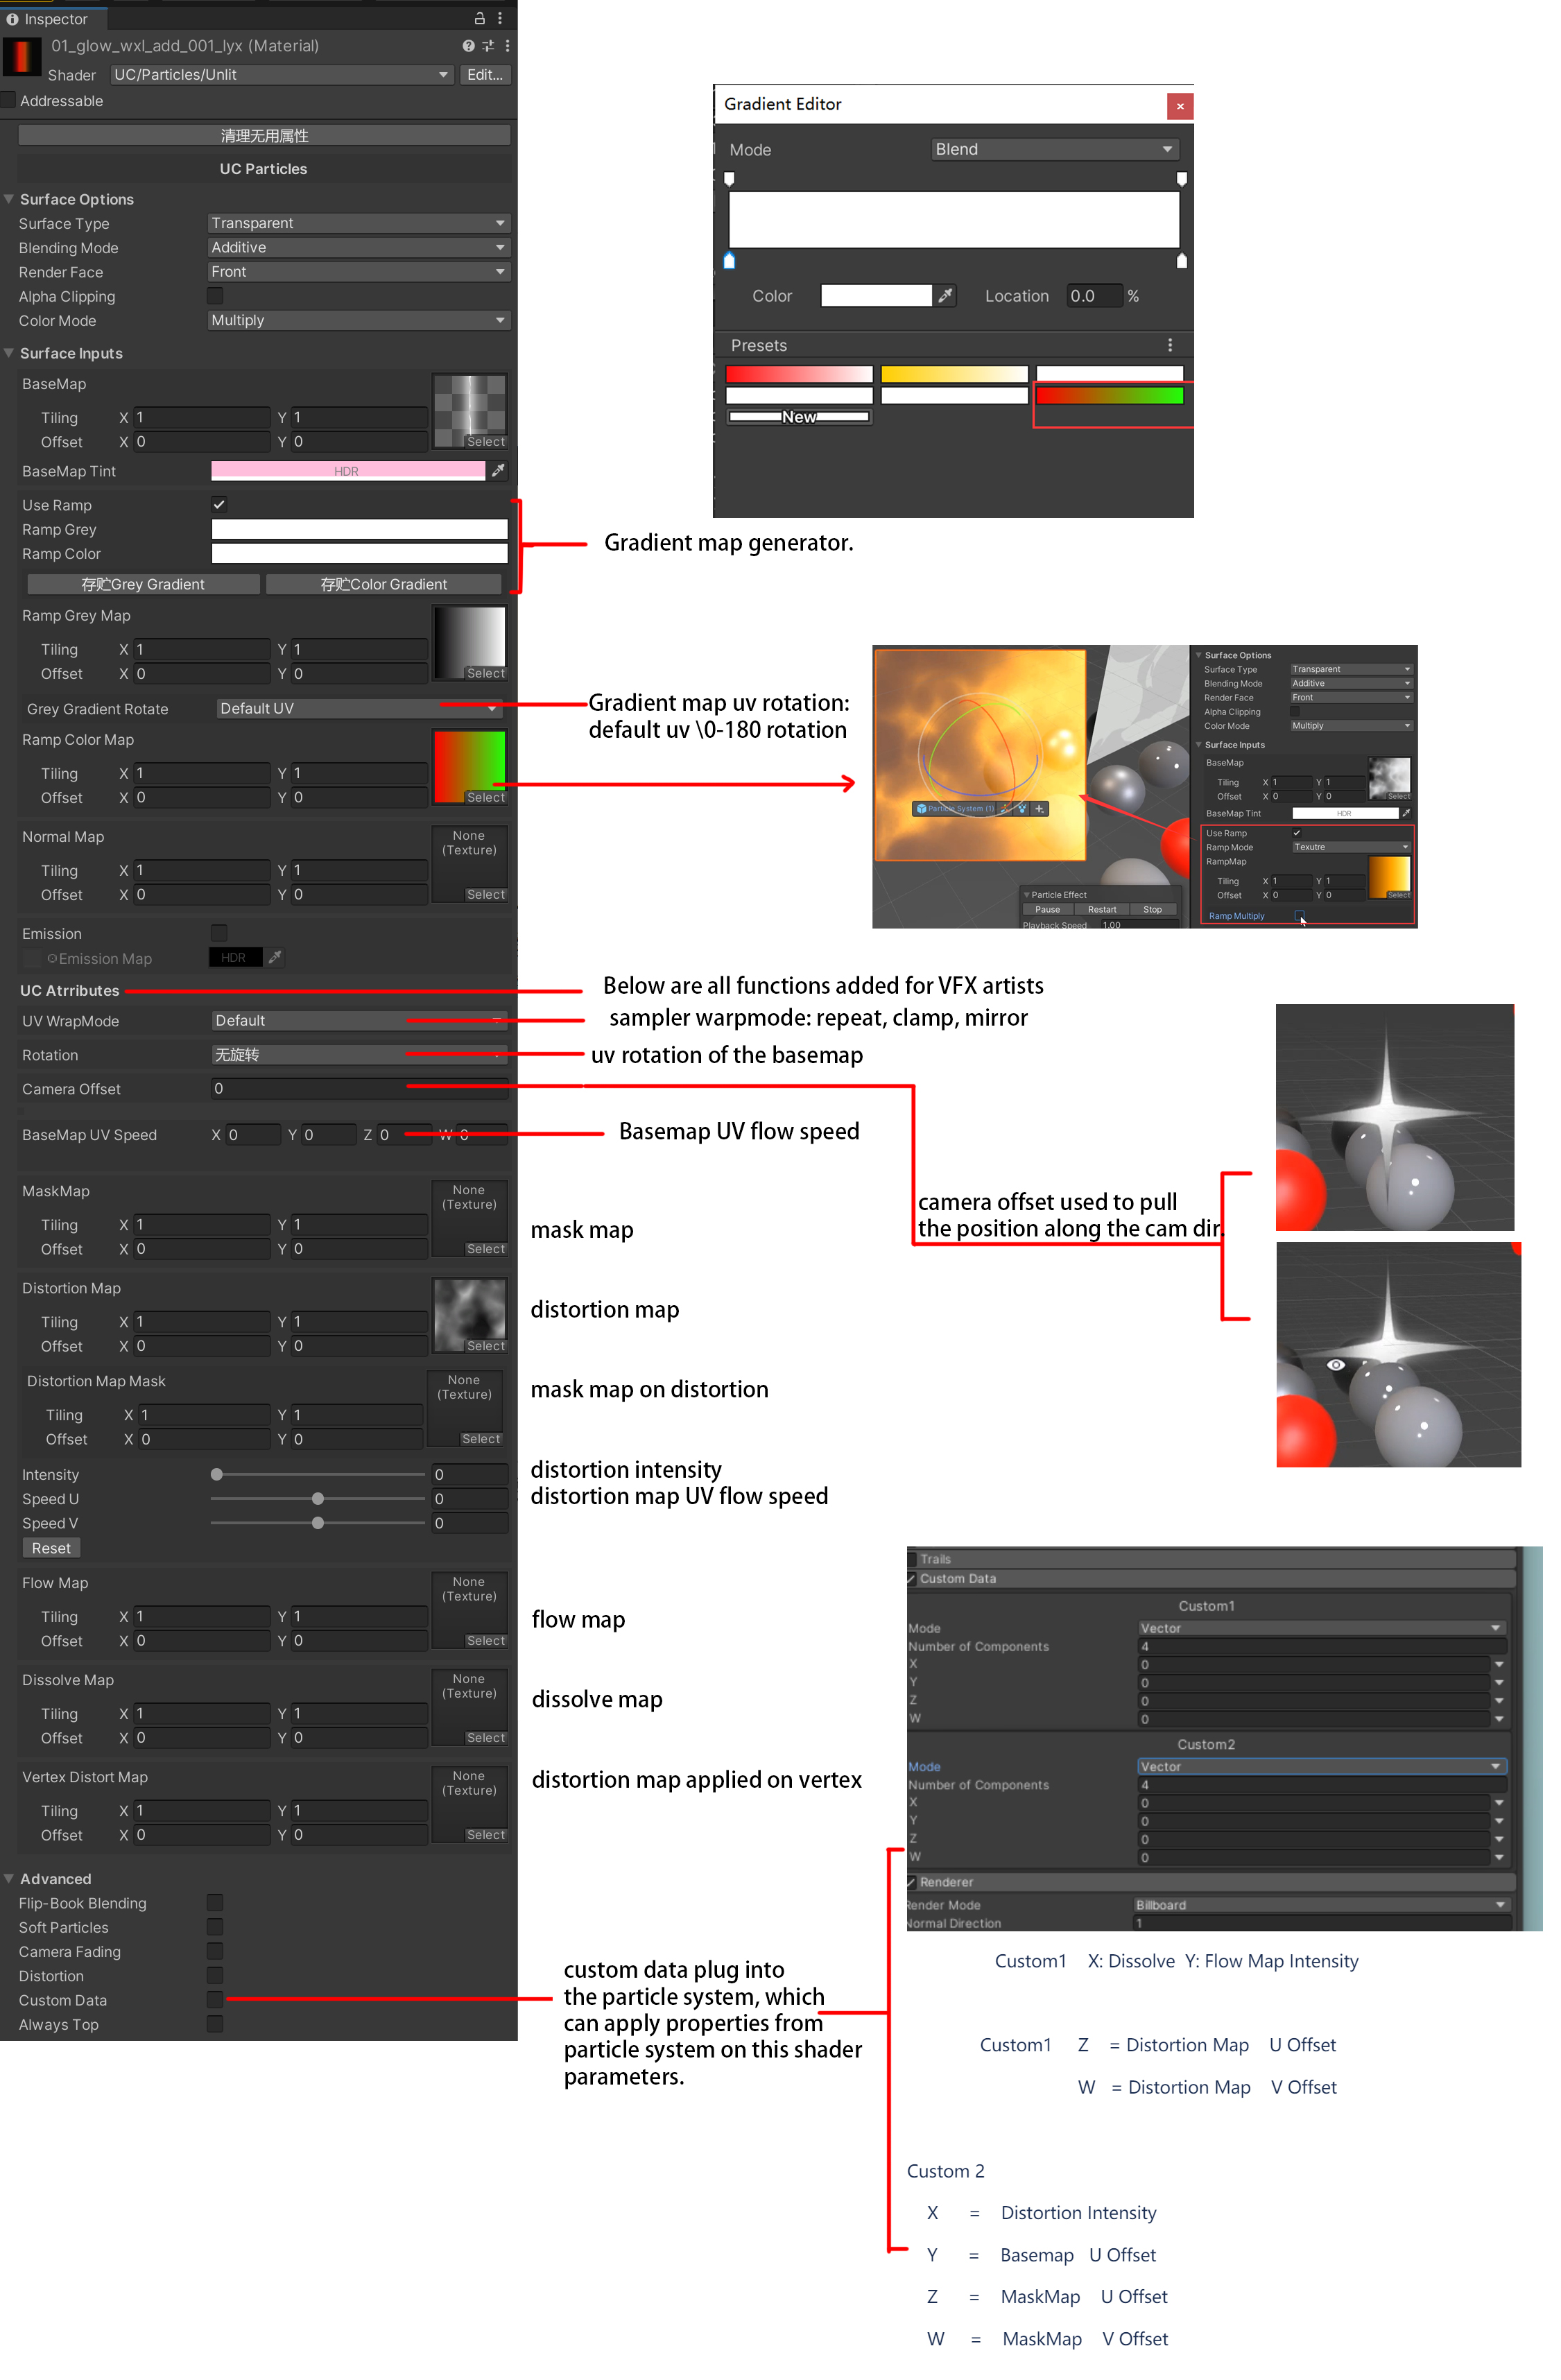 Inspector
01_glow_wxl_add_001_lyx (Material)
Shader UC/Particles/Unlit Edit...
Addressable
清理无用属性
UC Particles
Surface Options
Surface Type Transparent
Blending Mode Additive
Render Face Front
Alpha Clipping
Color Mode Multiply
Surface Inputs
BaseMap
Tiling X 1 Y 1
Offset X 0 Y 0
Select
BaseMap Tint HDR
Use Ramp
Ramp Grey
Ramp Color
存贮Grey Gradient 存贮Color Gradient
Ramp Grey Map
Tiling X 1 Y 1
Offset X 0 Y 0
Select
Grey Gradient Rotate Default UV
Ramp Color Map
Tiling X 1 Y 1
Offset X 0 Y 0
Select
Normal Map
None
(Texture)
Tiling X 1 Y 1
Offset X 0 Y 0
Select
Emission
Emission Map HDR
UC Atrributes
UV WrapMode Default
Rotation 无旋转
Camera Offset 0
BaseMap UV Speed X 0 Y 0 Z 0 W 0
MaskMap
None
(Texture)
Tiling X 1 Y 1
Offset X 0 Y 0
Select
Distortion Map
Tiling X 1 Y 1
Offset X 0 Y 0
Select
Distortion Map Mask
None
(Texture)
Tiling X 1 Y 1
Offset X 0 Y 0
Select
Intensity 0
Speed U 0
Speed V 0
Reset
Flow Map
None
(Texture)
Tiling X 1 Y 1
Offset X 0 Y 0
Select
Dissolve Map
None
(Texture)
Tiling X 1 Y 1
Offset X 0 Y 0
Select
Vertex Distort Map
None
(Texture)
Tiling X 1 Y 1
Offset X 0 Y 0
Select
Advanced
Flip-Book Blending
Soft Particles
Camera Fading
Distortion
Custom Data
Always Top
Gradient Editor
Mode Blend
Color Location 0.0 %
Presets
New
Gradient map generator.
Gradient map uv rotation:
default uv \0-180 rotation
Particle System (1)
Particle Effect
Pause Restart Stop
Playback Speed 1.00
Surface Options
Surface Type Transparent
Blending Mode Additive
Render Face Front
Alpha Clipping
Color Mode Multiply
Surface Inputs
BaseMap
Tiling X 1 Y 1
Offset X 0 Y 0
Select
BaseMap Tint HDR
Use Ramp
Ramp Mode Texutre
RampMap
Tiling X 1 Y 1
Offset X 0 Y 0
Select
Ramp Multiply
Below are all functions added for VFX artists
sampler warpmode: repeat, clamp, mirror
uv rotation of the basemap
Basemap UV flow speed
camera offset used to pull
the position along the cam dir.
mask map
distortion map
mask map on distortion
distortion intensity
distortion map UV flow speed
flow map
dissolve map
distortion map applied on vertex
Trails
Custom Data
Custom1
Mode Vector
Number of Components 4
X 0
Y 0
Z 0
W 0
Custom2
Mode Vector
Number of Components 4
X 0
Y 0
Z 0
W 0
Renderer
Render Mode Billboard
Normal Direction 1
custom data plug into
the particle system, which
can apply properties from
particle system on this shader
parameters.
Custom1 X: Dissolve Y: Flow Map Intensity
Custom1 Z = Distortion Map U Offset
W = Distortion Map V Offset
Custom 2
X = Distortion Intensity
Y = Basemap U Offset
Z = MaskMap U Offset
W = MaskMap V Offset